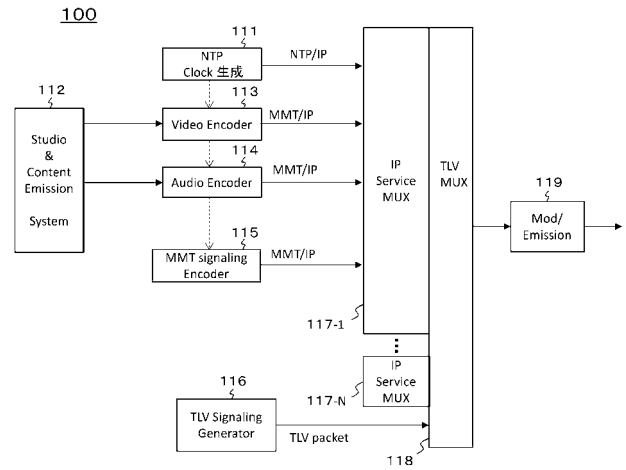 100
111
NTP
Clock 生成
NTP/IP
112
Studio
&
Content
Emission
System
113
Video Encoder
MMT/IP
114
Audio Encoder
MMT/IP
115
MMT signaling
Encoder
MMT/IP
IP
Service
MUX
TLV
MUX
119
Mod/
Emission
117-1
IP
Service
MUX
117-N
116
TLV Signaling
Generator
TLV packet
118